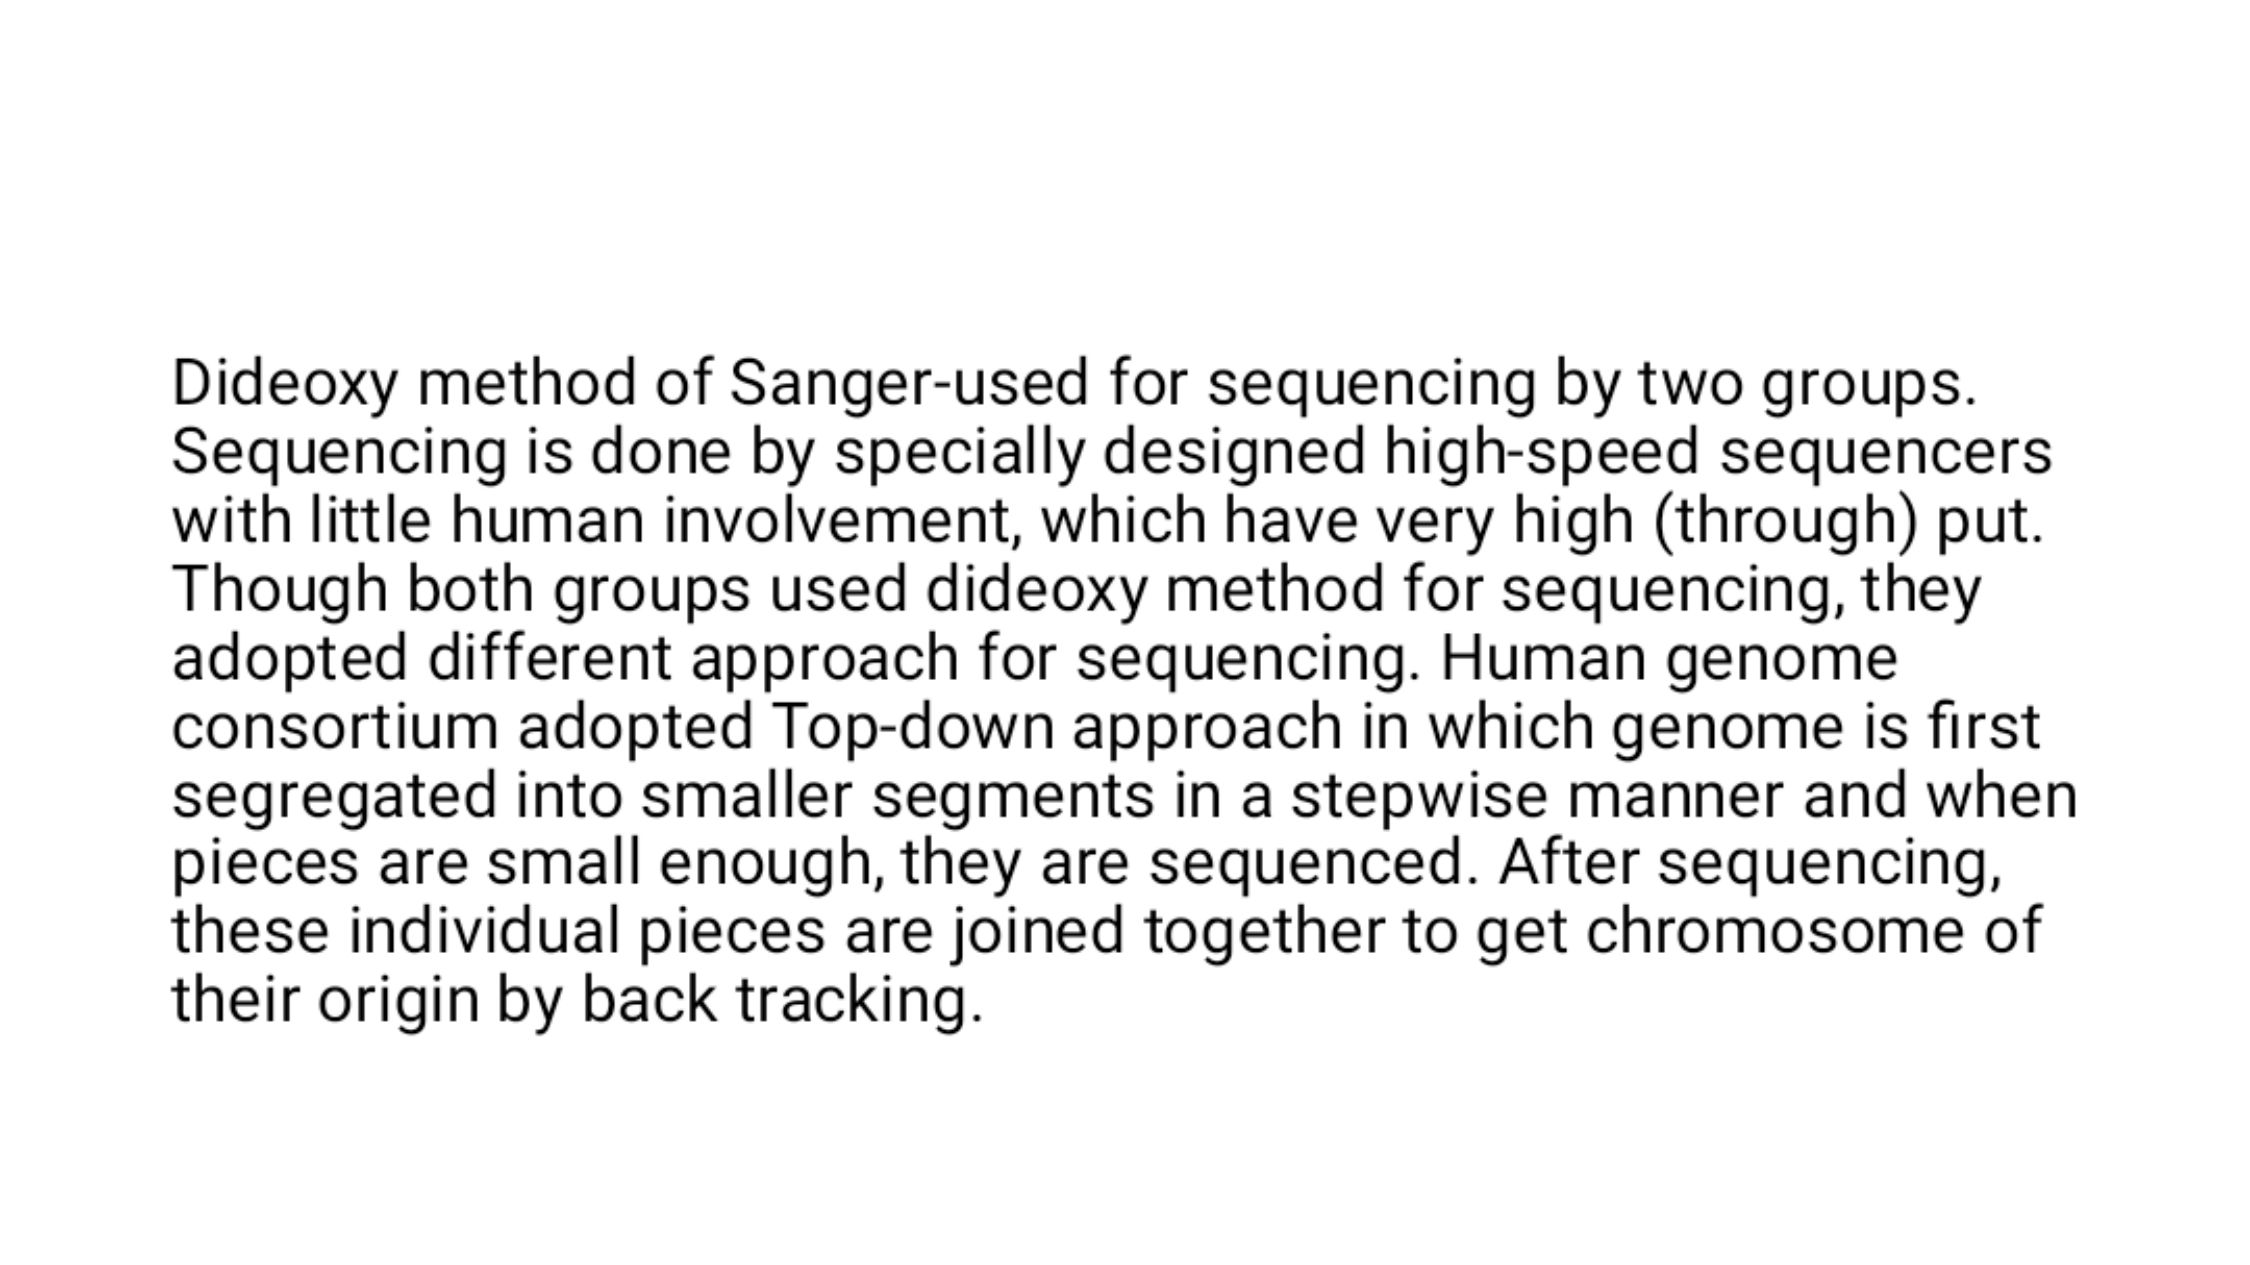 Dideoxy method of Sanger-used for sequencing by two groups.
Sequencing is done by specially designed high-speed sequencers
with little human involvement, which have very high (through) put.
Though both groups used dideoxy method for sequencing, they
adopted different approach for sequencing. Human genome
consortium adopted Top-down approach in which genome is first
segregated into smaller segments in a stepwise manner and when
pieces are small enough, they are sequenced. After sequencing,
these individual pieces are joined together to get chromosome of
their origin by back tracking.